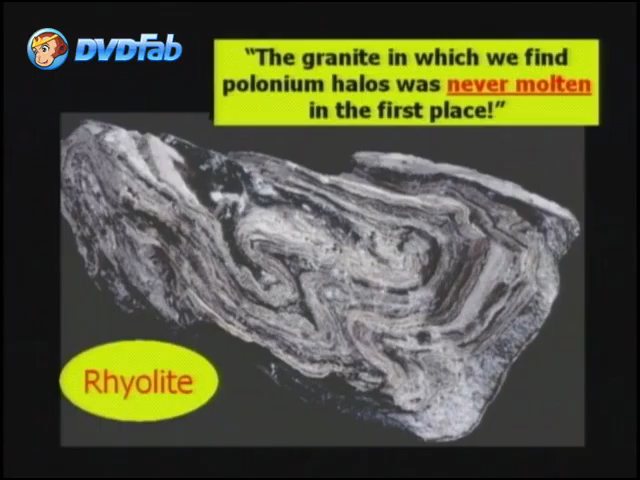 DVDFab
"The granite in which we find
polonium halos was never molten
in the first place!"
Rhyolite